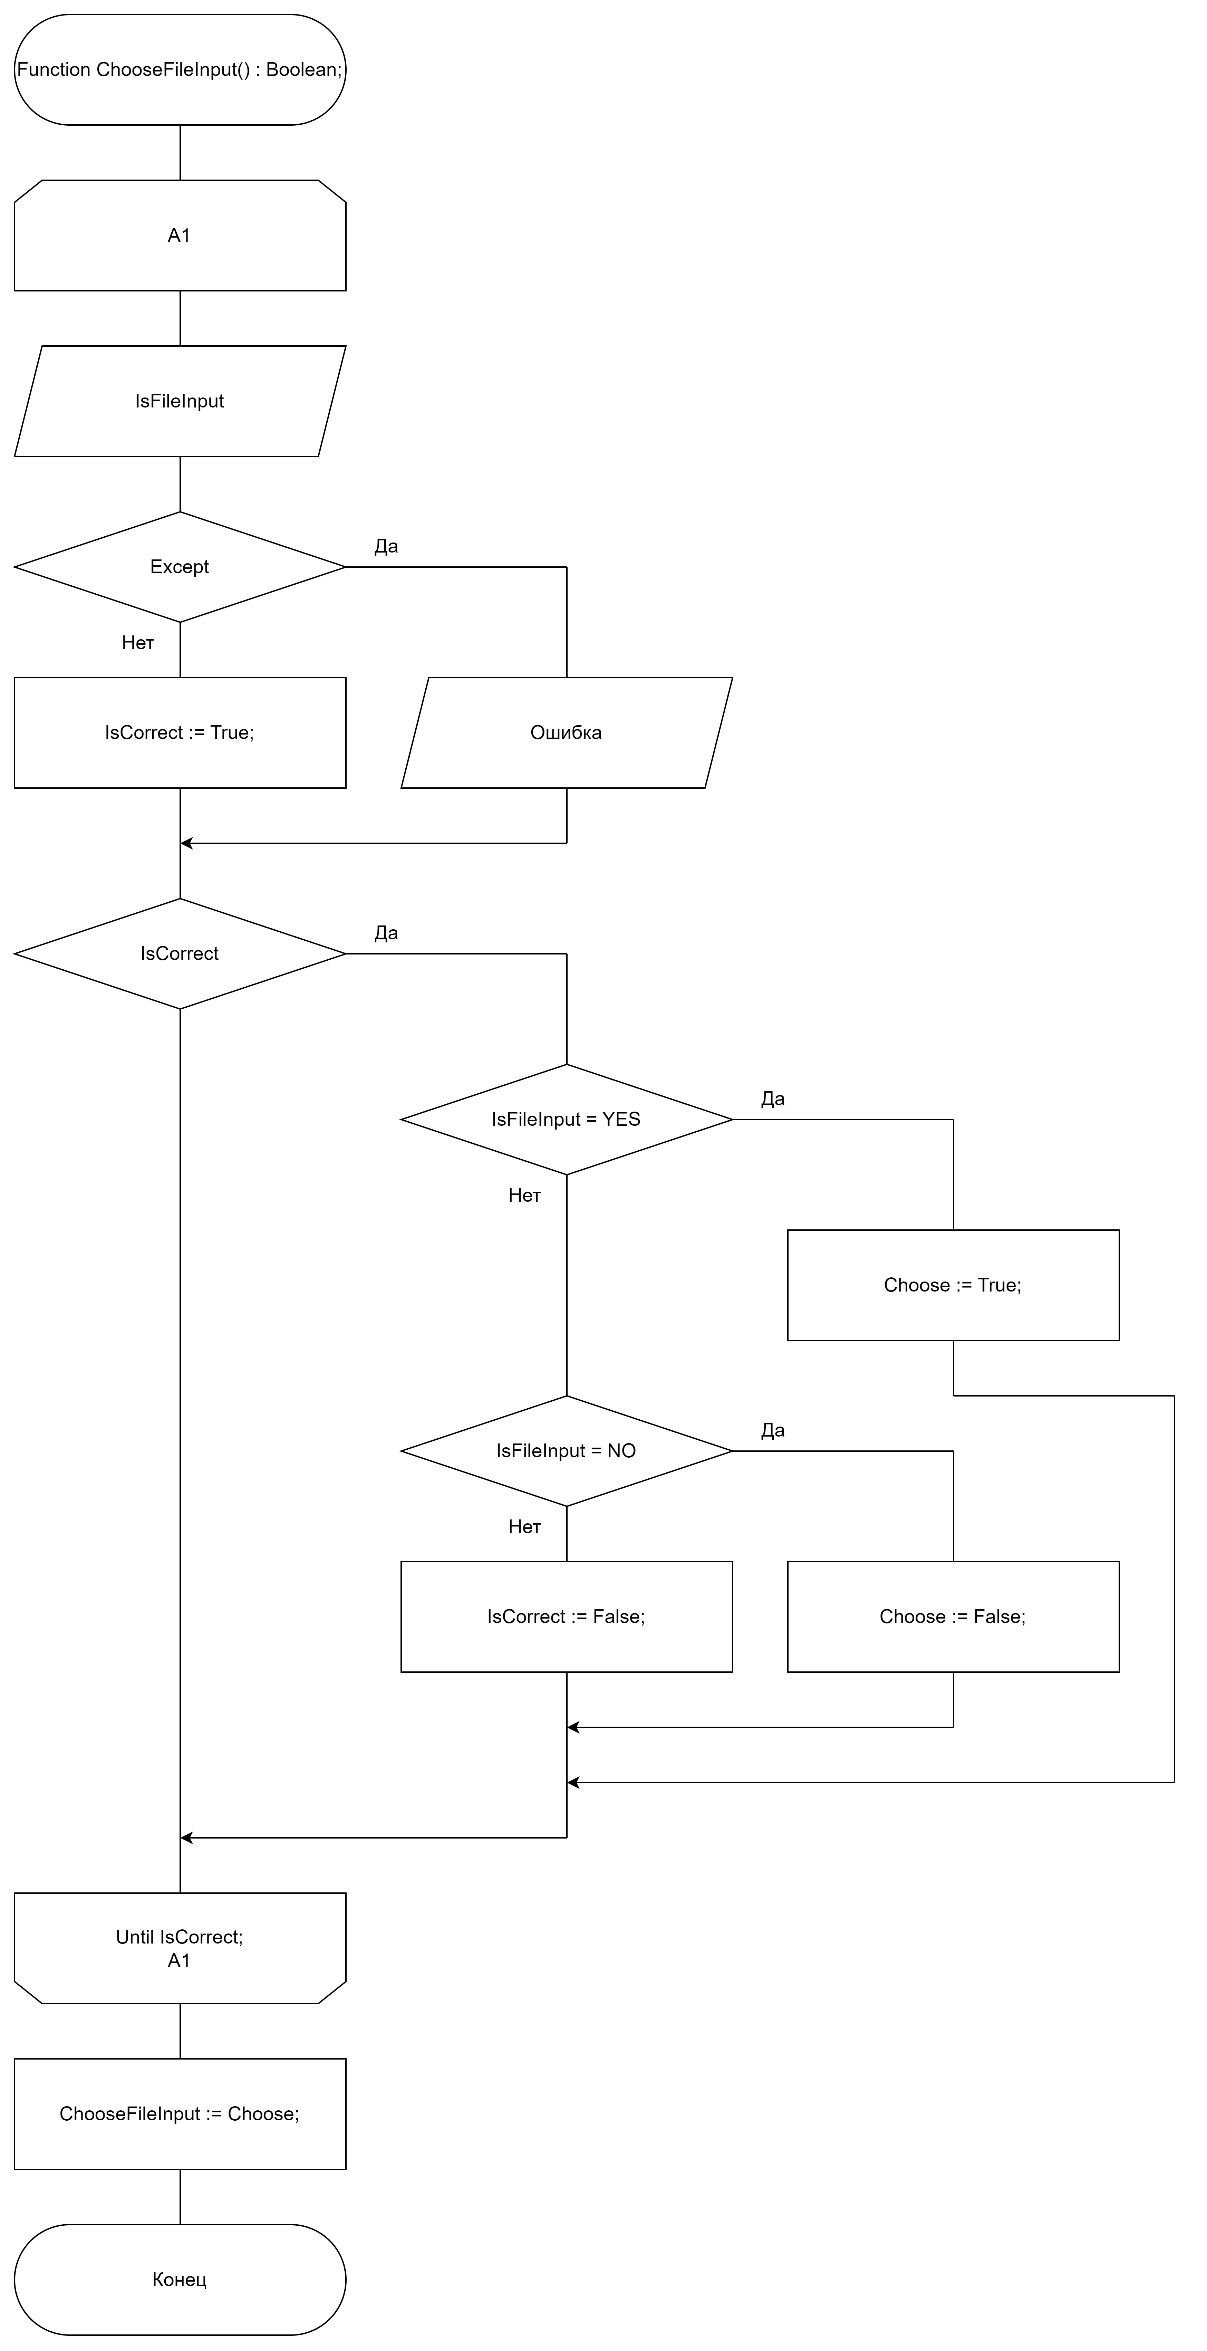 Function ChooseFileInput() : Boolean;
A1
IsFileInput
Except
Да
Нет
IsCorrect := True;
Ошибка
IsCorrect
Да
IsFileInput = YES
Да
Нет
Choose := True;
IsFileInput = NO
Да
Нет
IsCorrect := False;
Choose := False;
Until IsCorrect;
A1
ChooseFileInput := Choose;
Конец